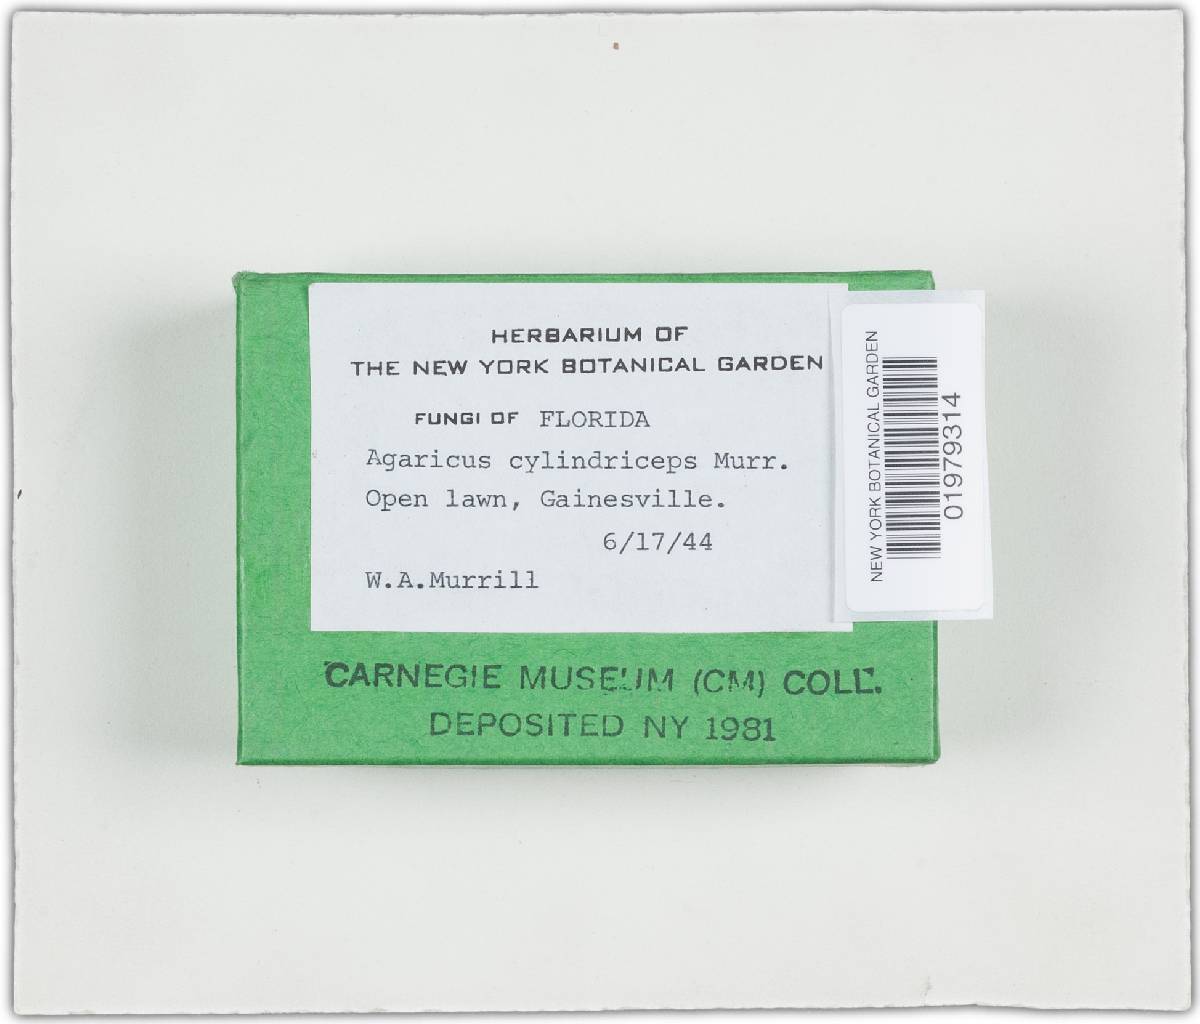 HERBARIUM OF
THE NEW YORK BOTANICAL GARDEN
FUNGI OF FLORIDA
Agaricus cylindriceps Murr.
Open lawn, Gainesville.
6/17/44
W.A.Murrill
NEW YORK BOTANICAL GARDEN
01979314
CARNEGIE MUSEUM (CM) COLL.
DEPOSITED NY 1981